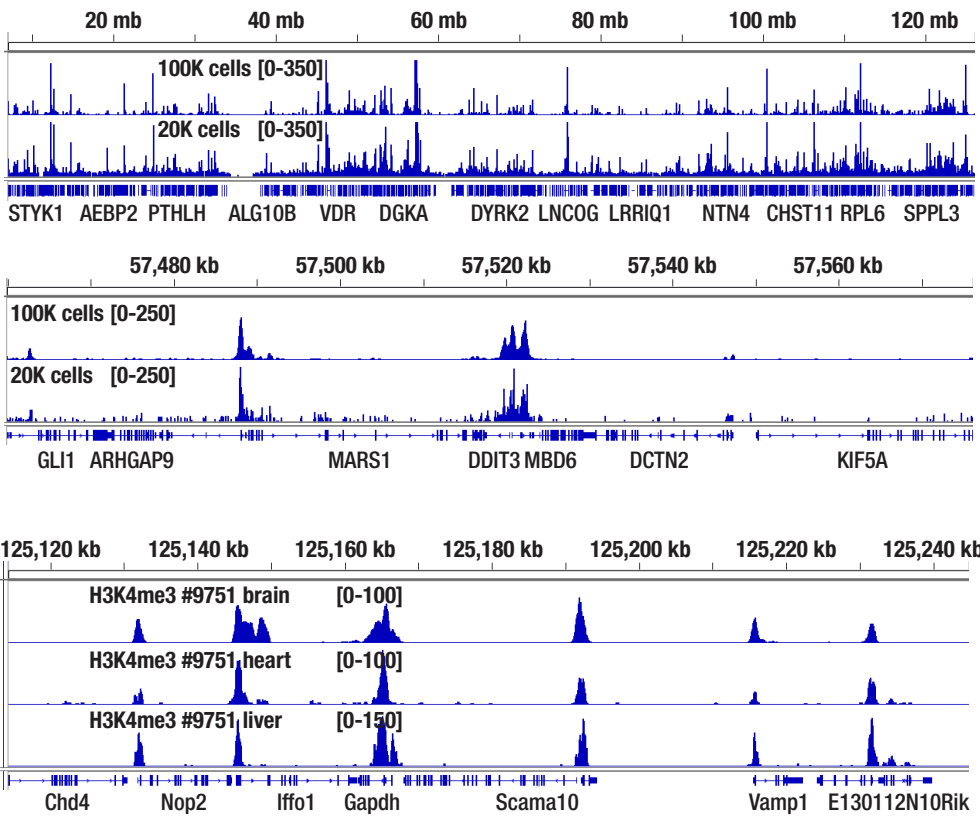 20 mb 40 mb 60 mb 80 mb 100 mb 120 mb
100K cells [0-350]
20K cells [0-350]
STYK1 AEBP2 PTHLH ALG10B VDR DGKA DYRK2 LNCOG LRRIQ1 NTN4 CHST11 RPL6 SPPL3
57,480 kb 57,500 kb 57,520 kb 57,540 kb 57,560 kb
100K cells [0-250]
20K cells [0-250]
GLI1 ARHGAP9 MARS1 DDIT3 MBD6 DCTN2 KIF5A
125,120 kb 125,140 kb 125,160 kb 125,180 kb 125,200 kb 125,220 kb 125,240 kb
H3K4me3 #9751 brain [0-100]
H3K4me3 #9751 heart [0-100]
H3K4me3 #9751 liver [0-150]
Chd4 Nop2 Iffo1 Gapdh Scama10 Vamp1 E130112N10Rik